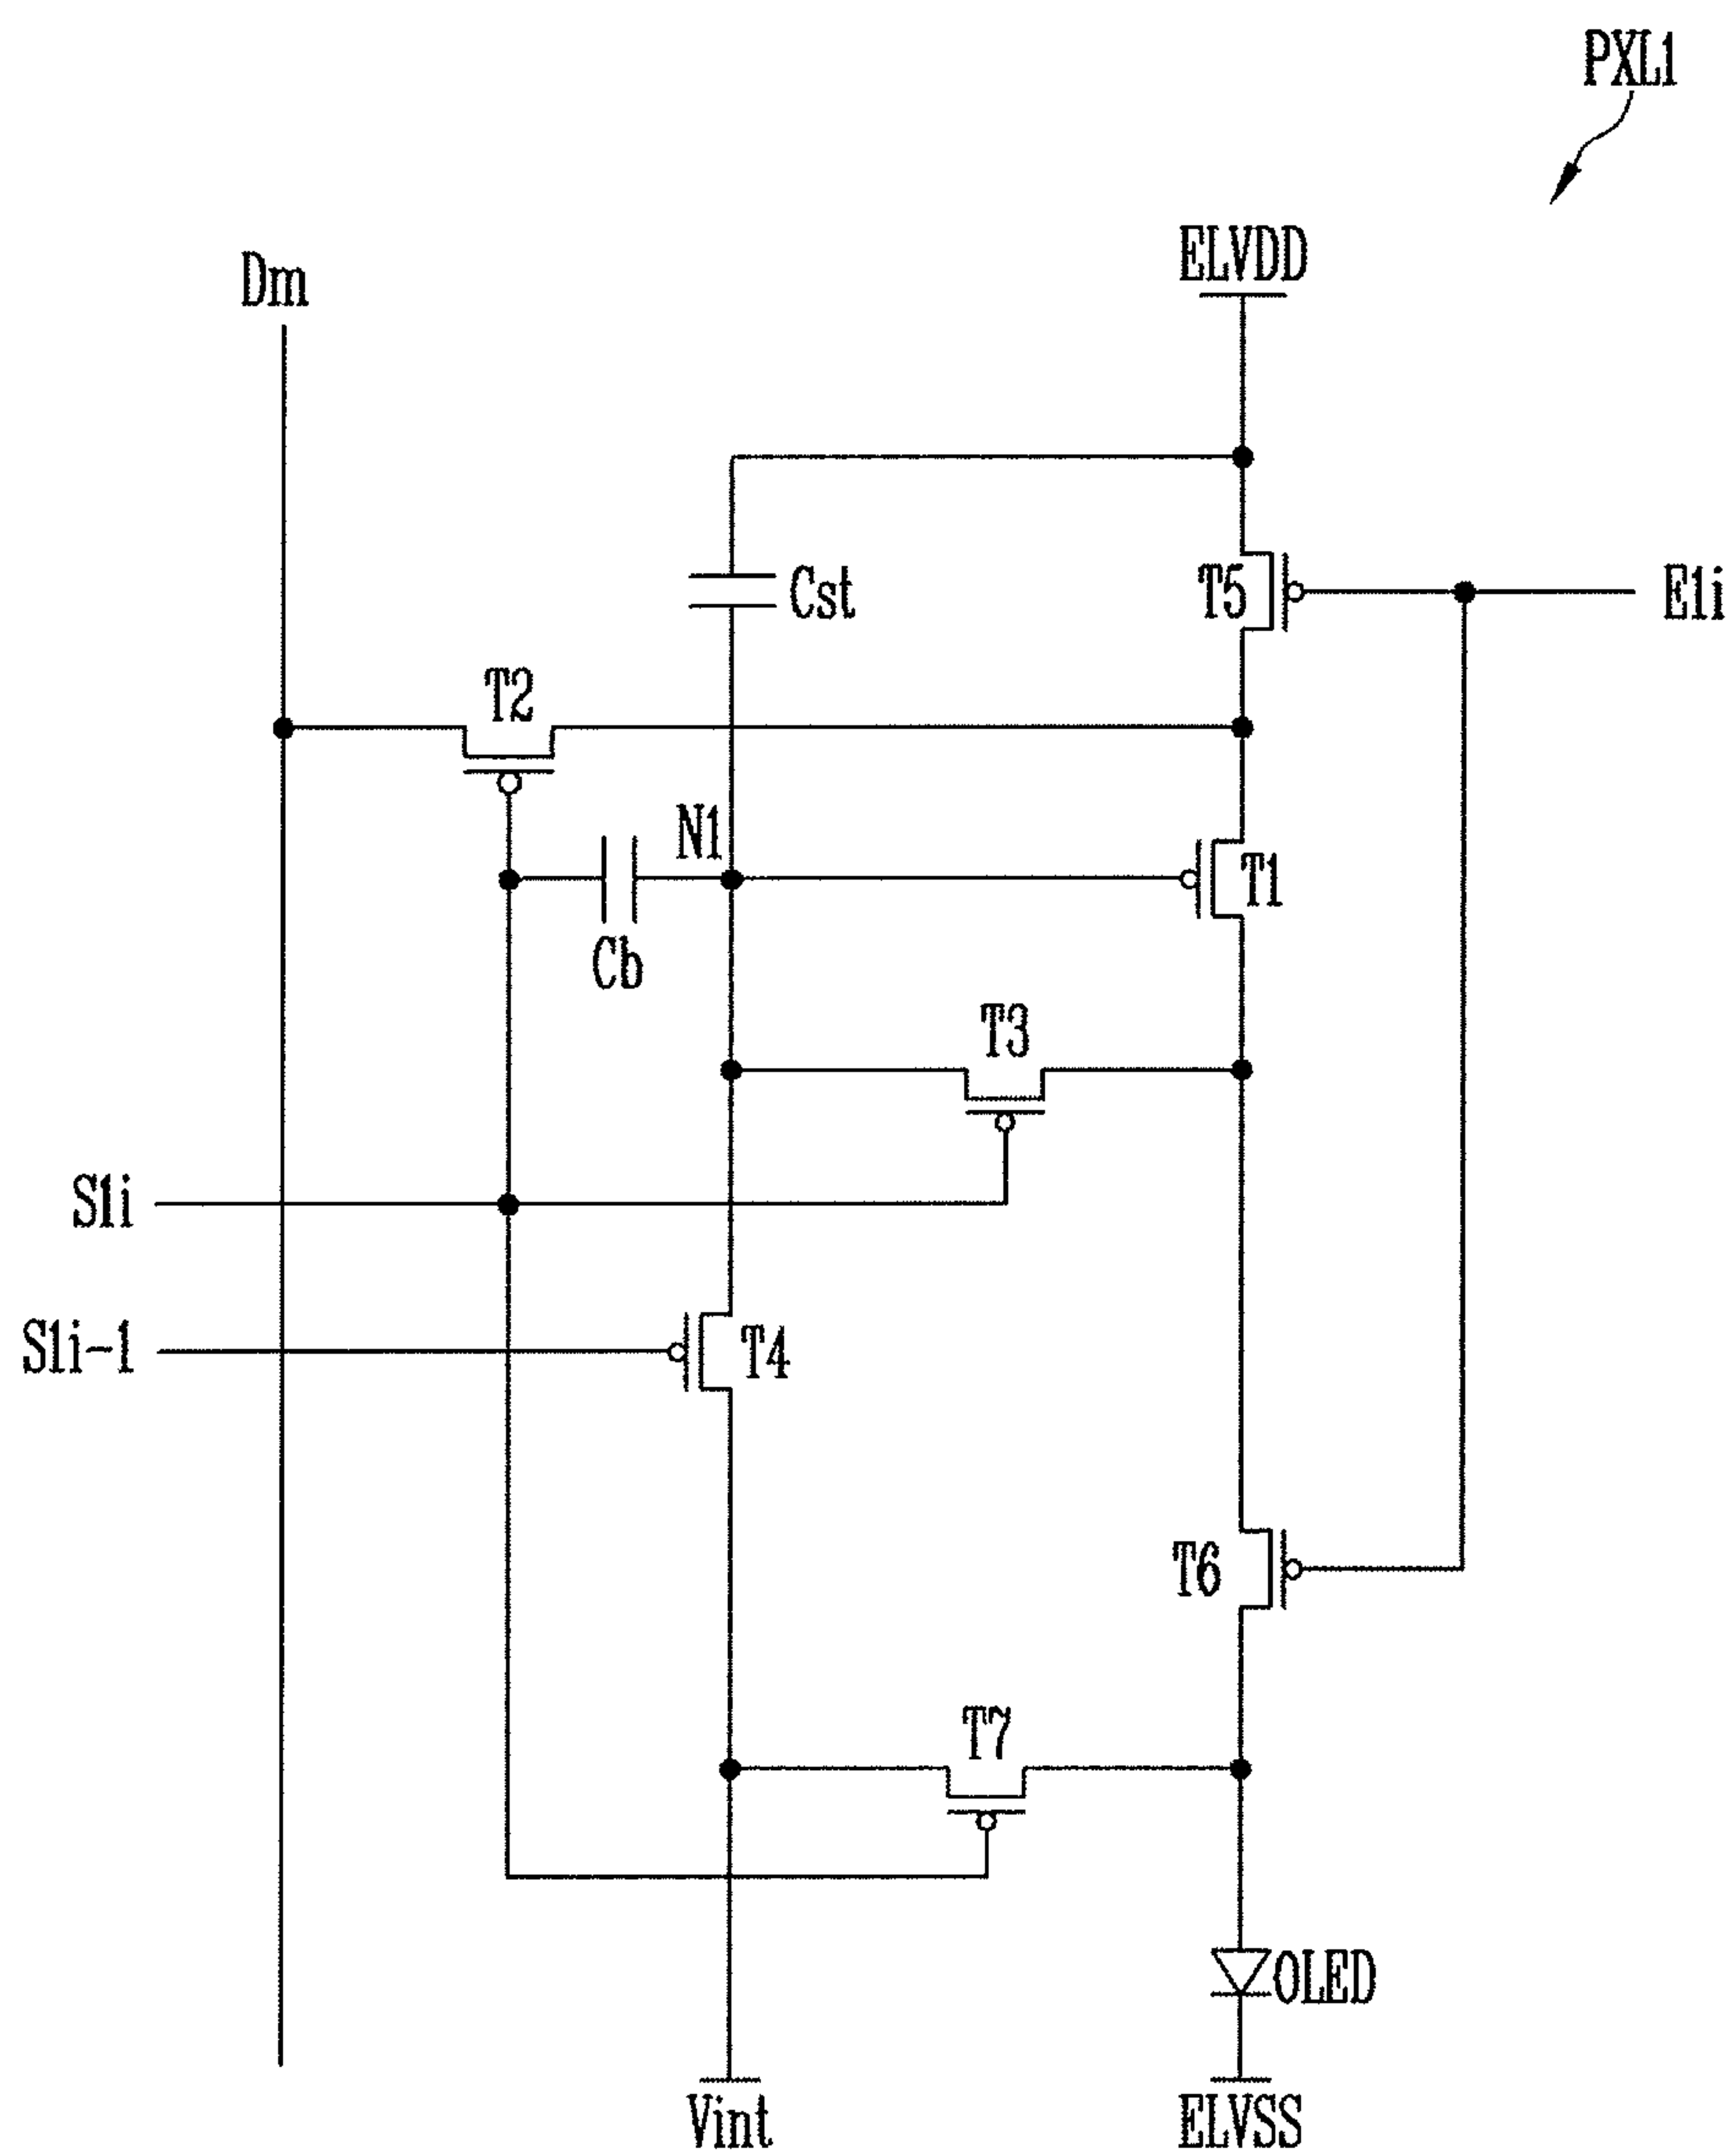 PXL1
ELVDD
Dm
Cst
T5
E1i
T2
N1
T1
Cb
T3
S1i
S1i-1
T4
T6
T7
OLED
Vint
ELVSS